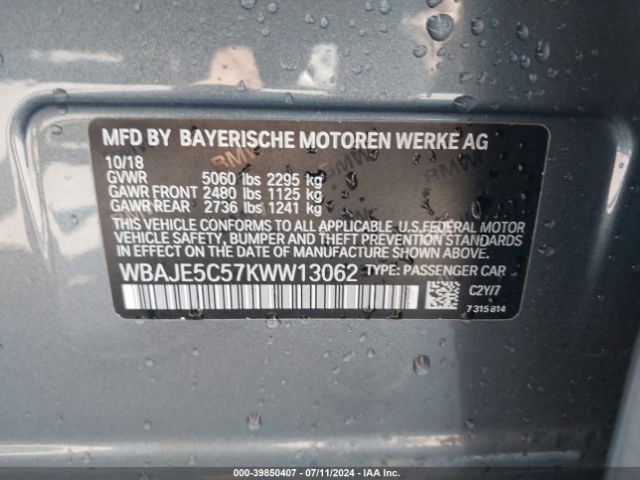 MFD BY BAYERISCHE MOTOREN WERKE AG
10/18
GVWR 5060 lbs 2295 kg
GAWR FRONT 2480 lbs 1125 kg
GAWR REAR 2736 lbs 1241 kg
THIS VEHICLE CONFORMS TO ALL APPLICABLE U.S. FEDERAL MOTOR
VEHICLE SAFETY, BUMPER AND THEFT PREVENTION STANDARDS
IN EFFECT ON THE DATE OF MANUFACTURE SHOWN ABOVE.
WBAJE5C57KWW13062 TYPE: PASSENGER CAR
C2Y/7
7 315 814
000-39850407 - 07/11/2024 - IAA Inc.